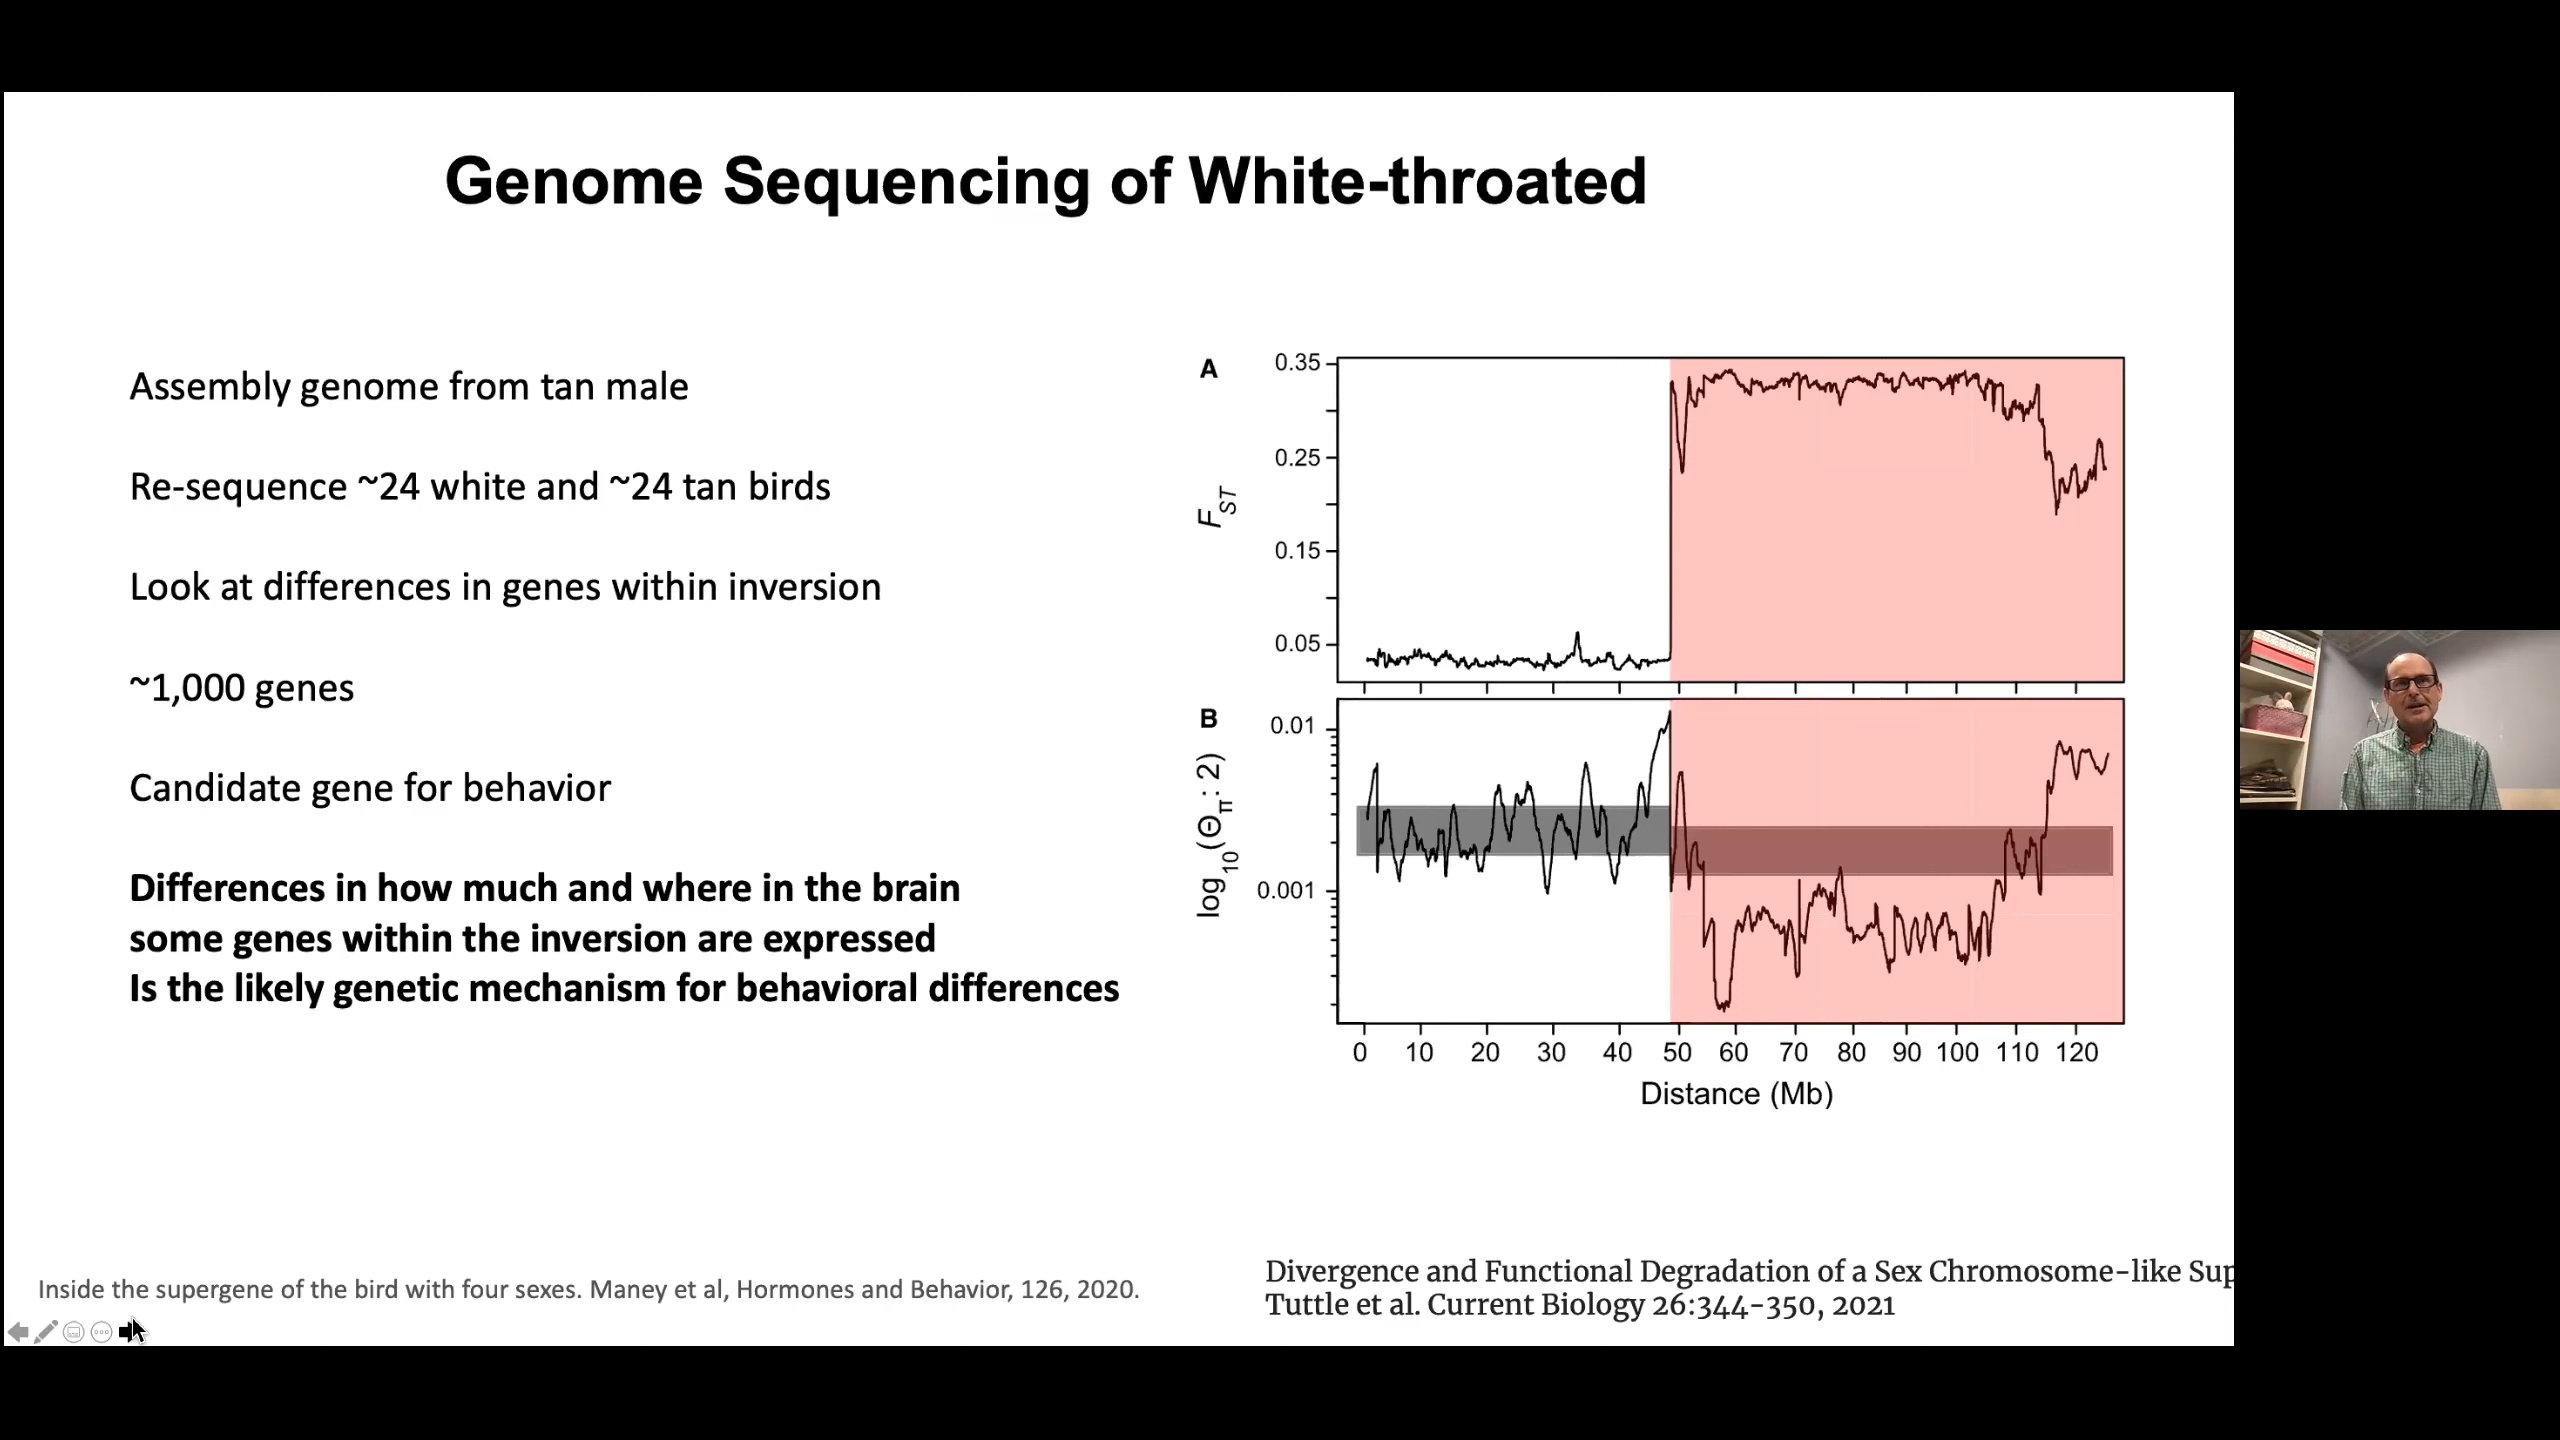 Genome Sequencing of White-throated
Assembly genome from tan male
Re-sequence ~24 white and ~24 tan birds
Look at differences in genes within inversion
~1,000 genes
Candidate gene for behavior
Differences in how much and where in the brain
some genes within the inversion are expressed
Is the likely genetic mechanism for behavioral differences
A
0.35
0.25
0.15
0.05
FST
B
0.01
0.001
log10(Θπ : 2)
0 10 20 30 40 50 60 70 80 90 100 110 120
Distance (Mb)
Inside the supergene of the bird with four sexes. Maney et al, Hormones and Behavior, 126, 2020.
Divergence and Functional Degradation of a Sex Chromosome-like Sup
Tuttle et al. Current Biology 26:344-350, 2021